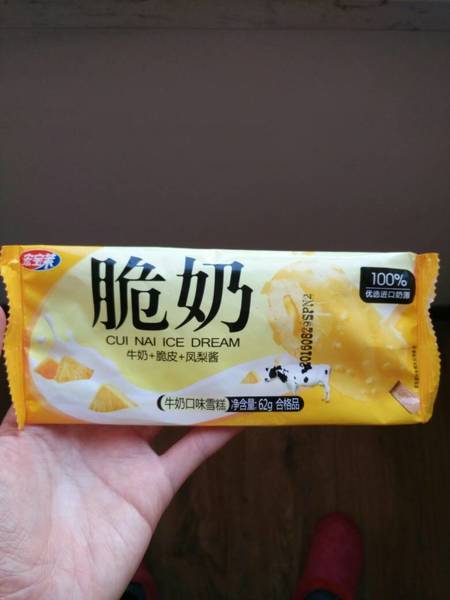 宏宝莱
脆奶
CUI NAI ICE DREAM
牛奶+脆皮+凤梨酱
牛奶口味雪糕 净含量:62g 合格品
100%
优选进口奶源
20160829SPN2